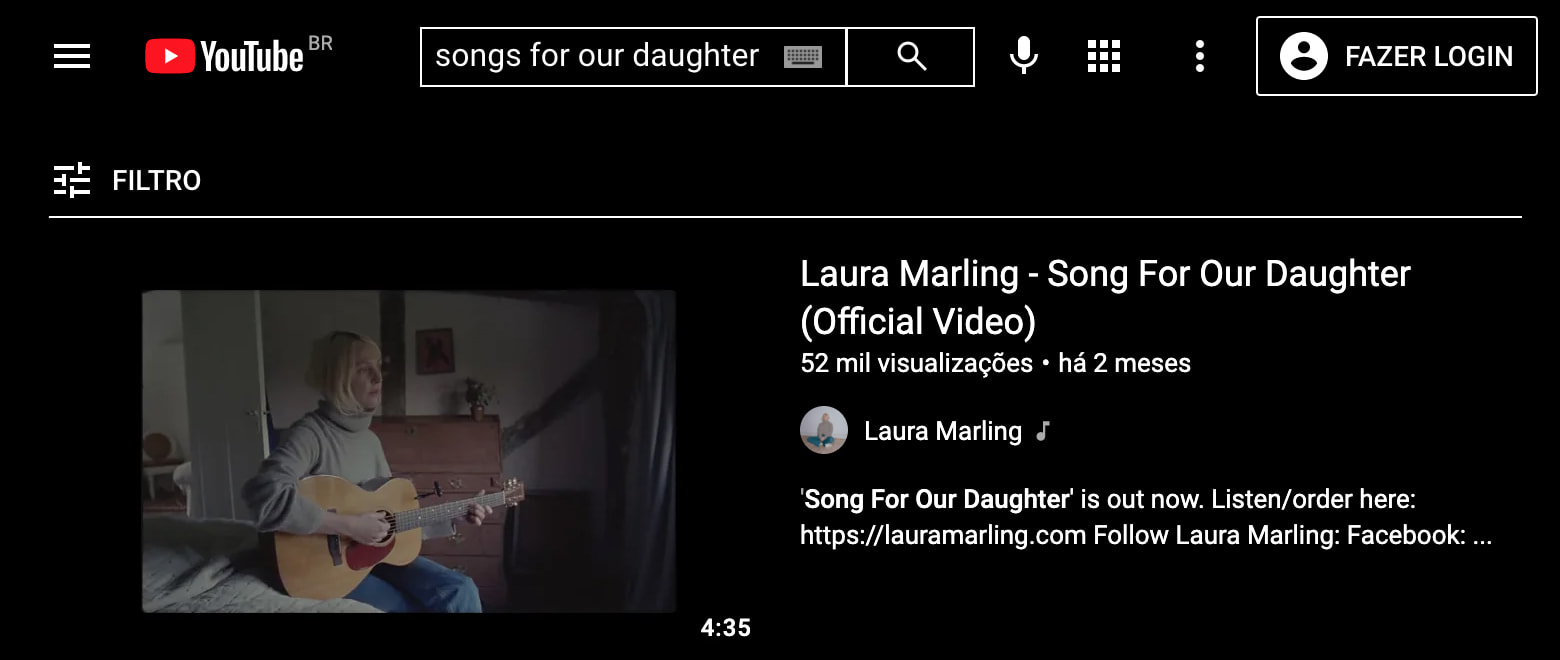 YouTube BR
songs for our daughter
FAZER LOGIN
FILTRO
Laura Marling - Song For Our Daughter
(Official Video)
52 mil visualizações • há 2 meses
Laura Marling
'Song For Our Daughter' is out now. Listen/order here:
https://lauramarling.com Follow Laura Marling: Facebook: ...
4:35